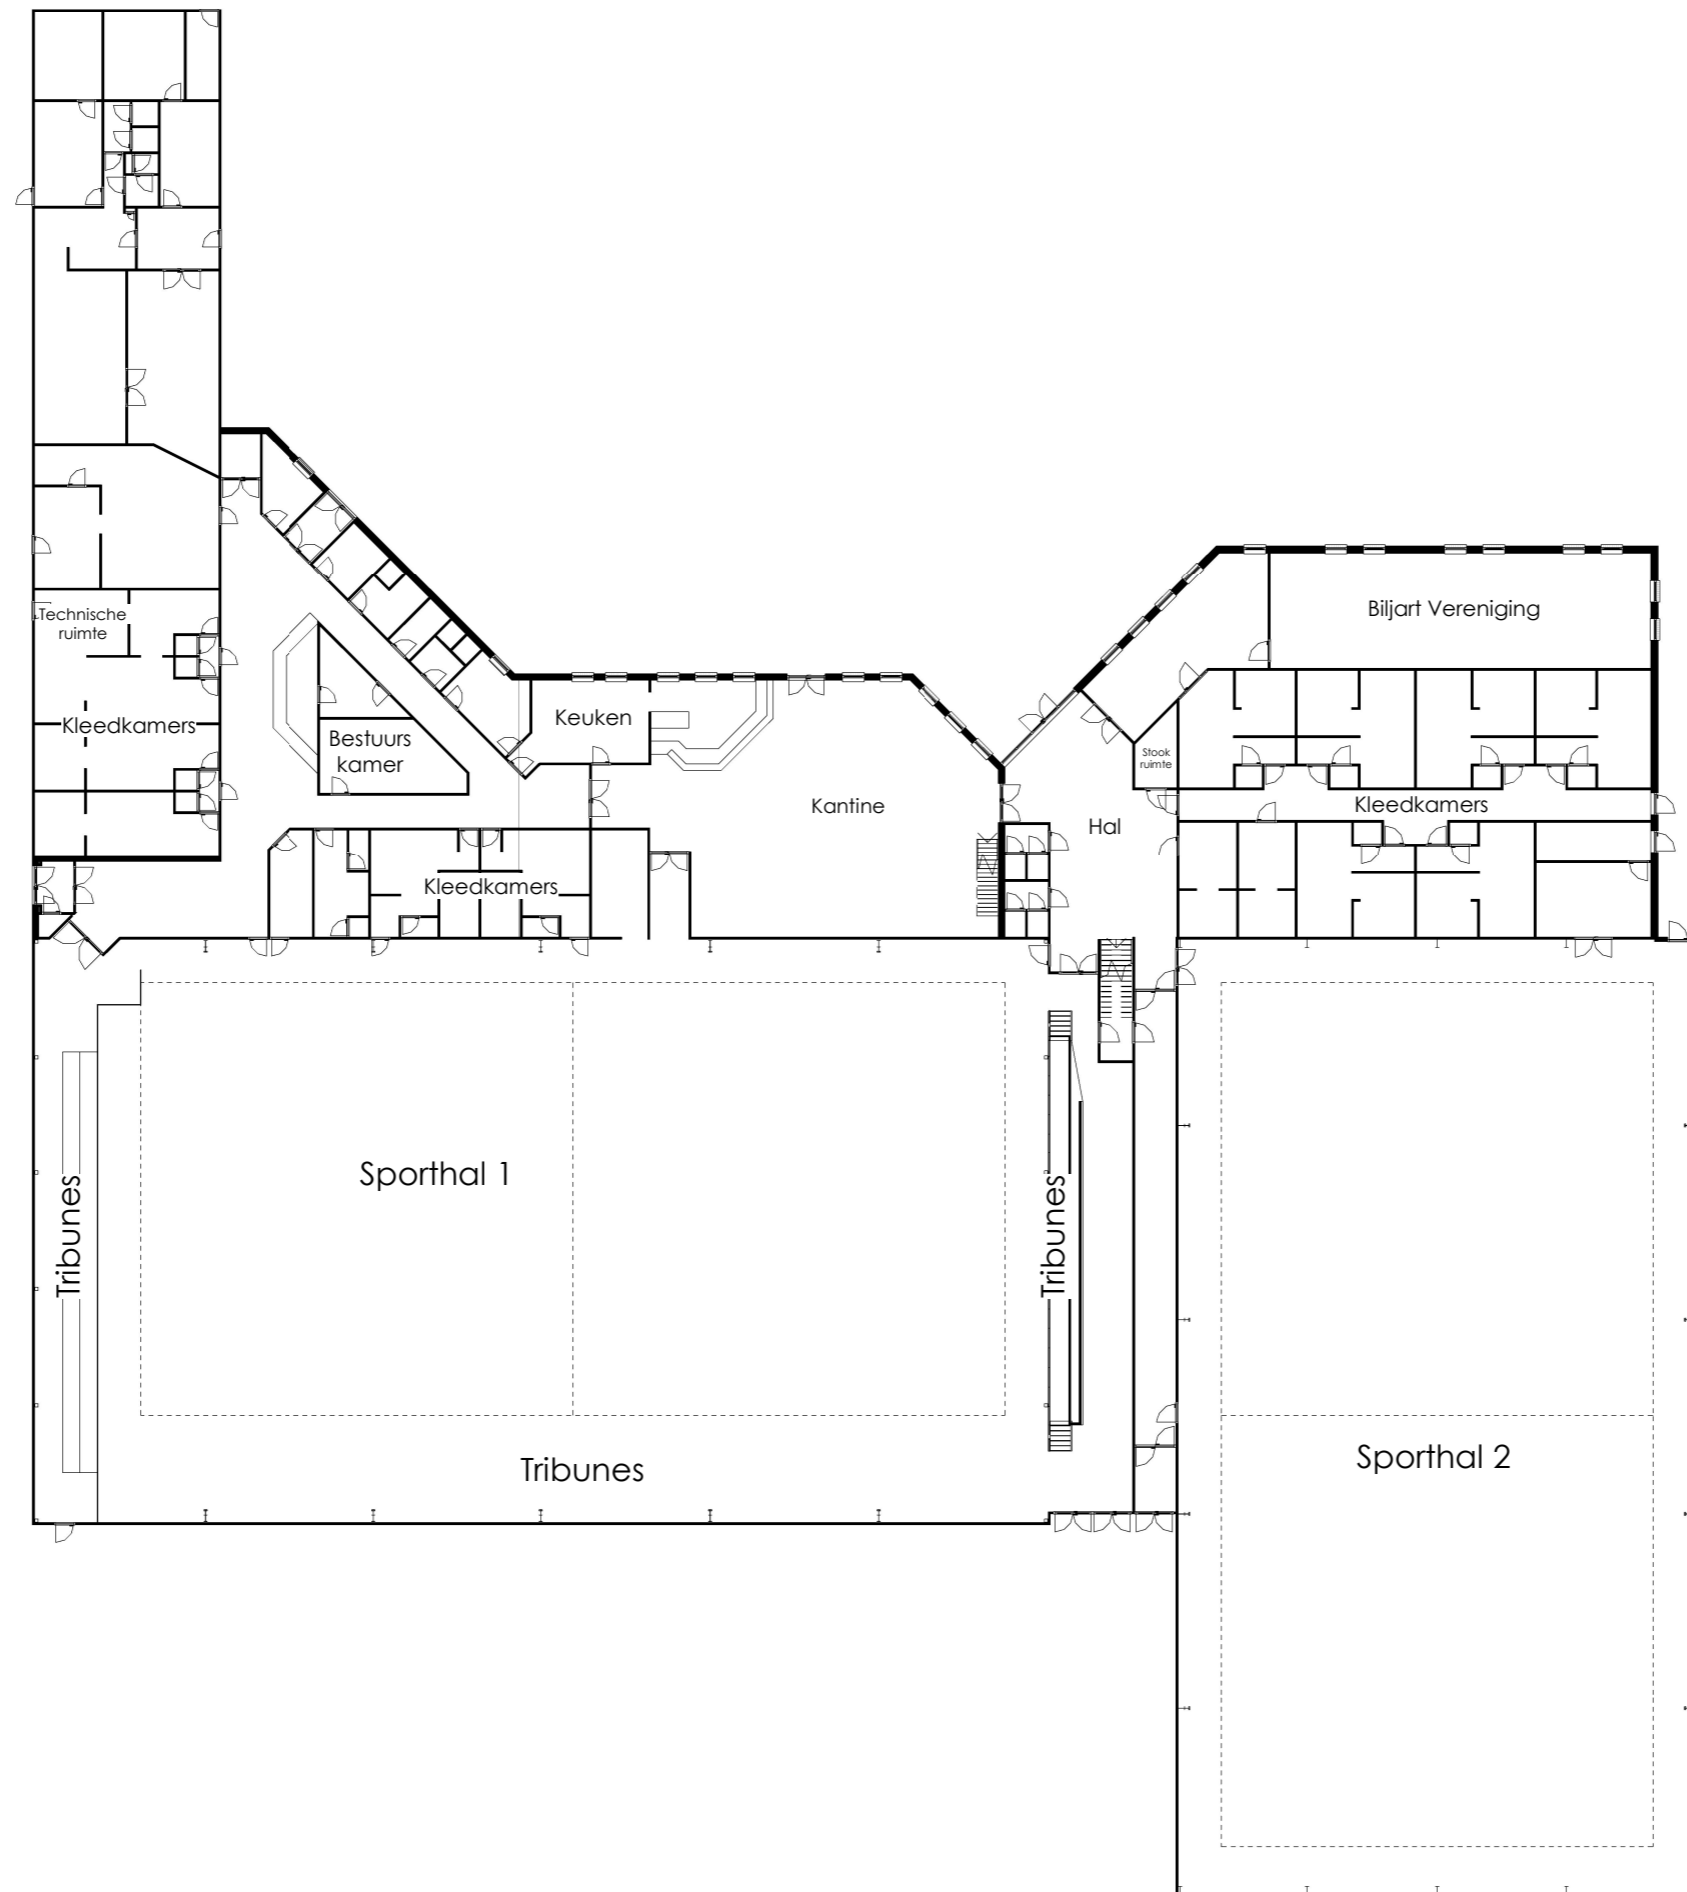 Biljart Vereniging
Technische
ruimte
Kleedkamers
Keuken
Bestuurs
kamer
Stook
ruimte
Kantine
Kleedkamers
Hal
Kleedkamers
Sporthal 1
Tribunes
Tribunes
Tribunes
Sporthal 2